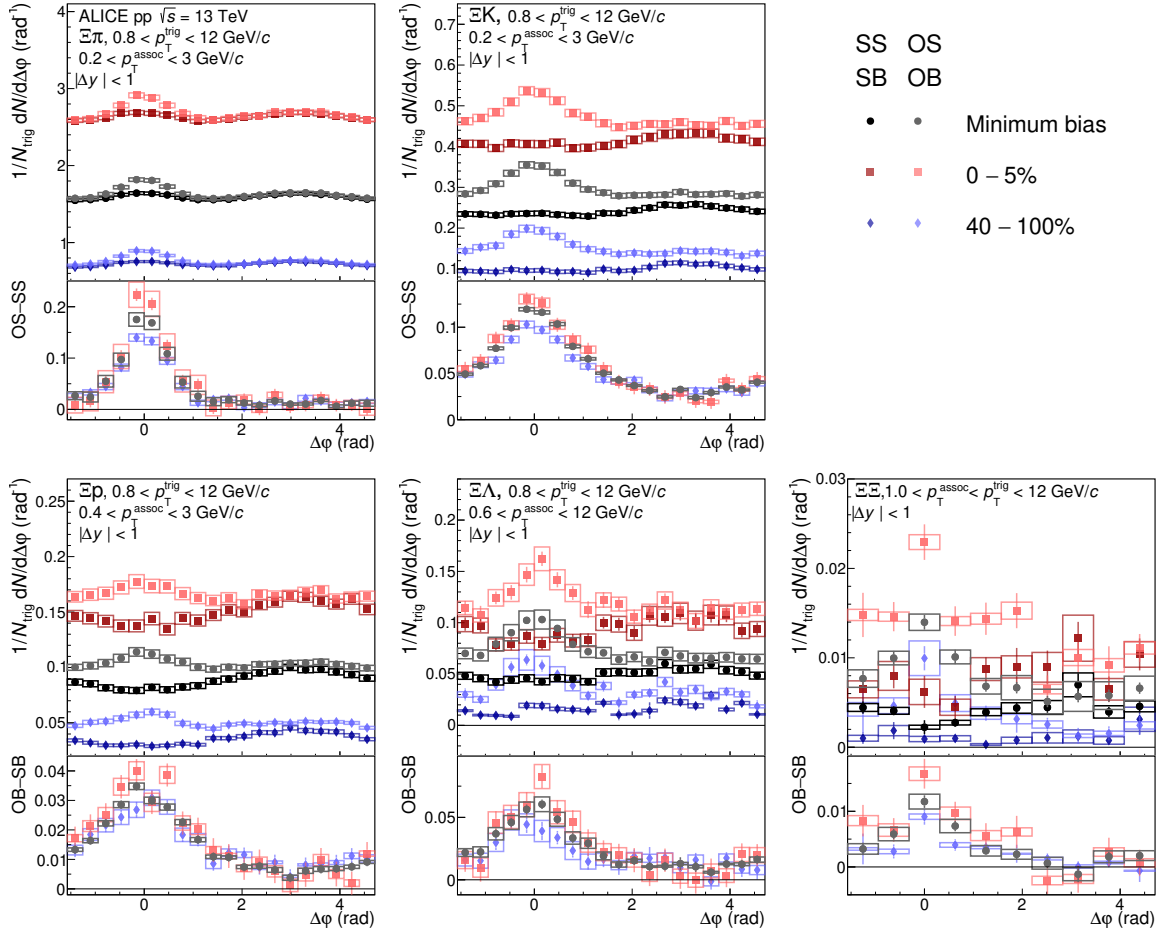 ALICE pp √s = 13 TeV
Ξπ, 0.8 < p_T^trig < 12 GeV/c
0.2 < p_T^assoc < 3 GeV/c
|Δy| < 1
1/N_trig dN/dΔφ (rad⁻¹)
4
3
2
1
OS–SS
0.2
0.1
0
0 2 4
Δφ (rad)
ΞK, 0.8 < p_T^trig < 12 GeV/c
0.2 < p_T^assoc < 3 GeV/c
|Δy| < 1
1/N_trig dN/dΔφ (rad⁻¹)
0.7
0.6
0.5
0.4
0.3
0.2
0.1
OS–SS
0.1
0.05
0
0 2 4
Δφ (rad)
SS OS
SB OB
Minimum bias
0 – 5%
40 – 100%
Ξp, 0.8 < p_T^trig < 12 GeV/c
0.4 < p_T^assoc < 3 GeV/c
|Δy| < 1
1/N_trig dN/dΔφ (rad⁻¹)
0.25
0.2
0.15
0.1
0.05
OB–SB
0.04
0.03
0.02
0.01
0
0 2 4
Δφ (rad)
ΞΛ, 0.8 < p_T^trig < 12 GeV/c
0.6 < p_T^assoc < 12 GeV/c
|Δy| < 1
1/N_trig dN/dΔφ (rad⁻¹)
0.2
0.15
0.1
0.05
0
OB–SB
0.05
0
0 2 4
Δφ (rad)
ΞΞ, 1.0 < p_T^assoc < p_T^trig < 12 GeV/c
|Δy| < 1
1/N_trig dN/dΔφ (rad⁻¹)
0.03
0.02
0.01
0
OB–SB
0.01
0
0 2 4
Δφ (rad)